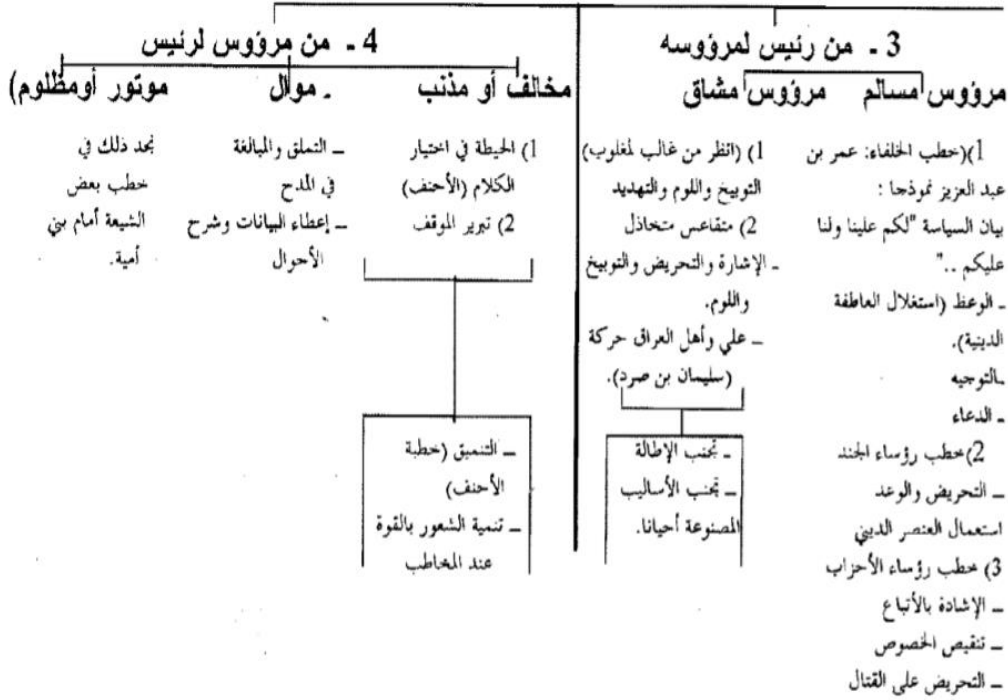 3 ـ من رئيس لمرؤوسه
مرؤوس مسالم
1)(خطب الخلفاء: عمر بن
عبد العزيز نموذجا :
بيان السياسة "لكم علينا ولنا
عليكم .."
ـ الوعظ (استغلال العاطفة
الدينية).
ـالتوجيه
ـ الدعاء
2)خطب رؤساء الجند
ـ التحريض والوعد
استعمال العنصر الديني
3) خطب رؤساء الأحزاب
ـ الإشادة بالأتباع
ـ تنقيص الخصوص
ـ التحريض على القتال
مرؤوس مشاق
1) (انظر من غالب لمغلوب)
التوبيخ واللوم والتهديد
2) متقاعس متخاذل
ـ الإشارة والتحريض والتوبيخ
واللوم.
ـ علي وأهل العراق حركة
(سليمان بن صرد).
ـ تجنب الإطالة
ـ تجنب الأساليب
المصنوعة أحيانا.
4 ـ من مرؤوس لرئيس
مخالف أو مذنب
1) الحيطة في اختيار
الكلام (الأحنف)
2) تبرير الموقف
ـ التنميق (خطبة
الأحنف)
ـ تنمية الشعور بالقوة
عند المخاطب
ـ موال
ـ التملق والمبالغة
في المدح
ـ إعطاء البيانات وشرح
الأحوال
موتور أومظلوم)
نجد ذلك في
خطب بعض
الشيعة أمام بني
أمية.